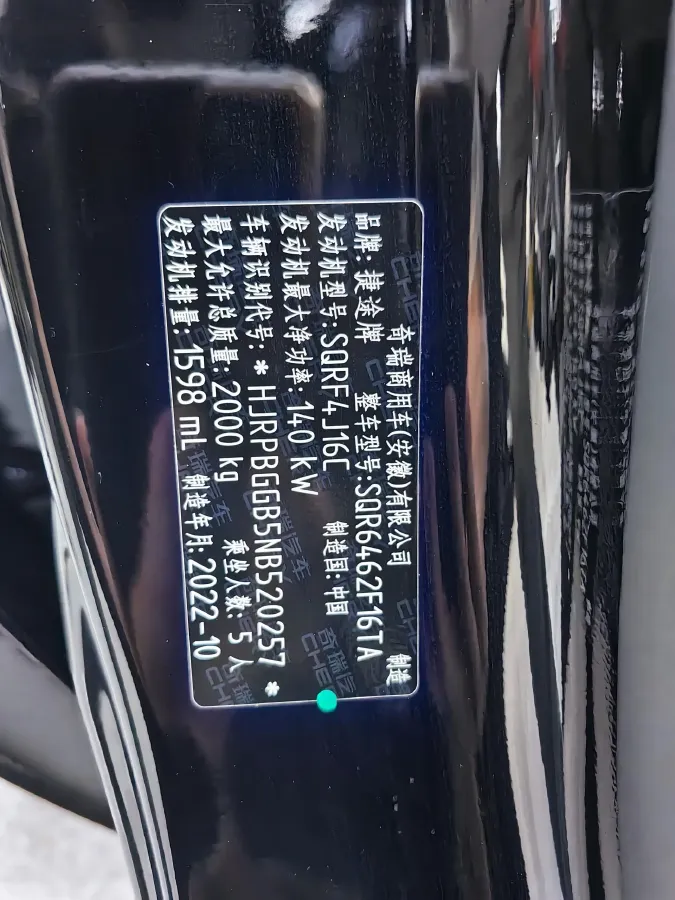 奇瑞商用车(安徽)有限公司 制造
品牌: 捷途牌 整车型号:SQR6462F16TA
发动机型号:SQRF4J16C 制造国:中国
发动机最大净功率: 140 kW
车辆识别代号: * HJRPBGGB5NB520257 *
最大允许总质量: 2000 kg 乘坐人数: 5 人
发动机排量: 1598 mL 制造年月: 2022-10